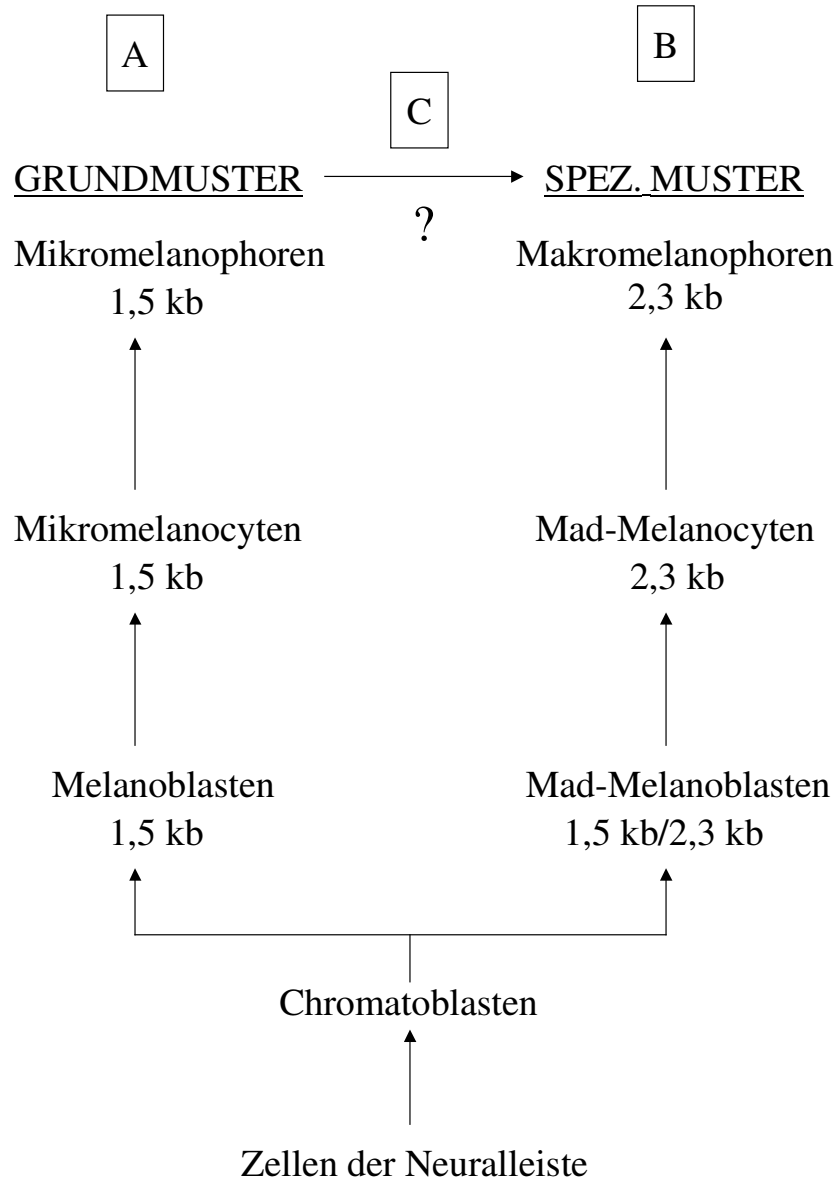 A
B
C
GRUNDMUSTER
SPEZ. MUSTER
?
Mikromelanophoren
1,5 kb
Makromelanophoren
2,3 kb
Mikromelanocyten
1,5 kb
Mad-Melanocyten
2,3 kb
Melanoblasten
1,5 kb
Mad-Melanoblasten
1,5 kb/2,3 kb
Chromatoblasten
Zellen der Neuralleiste